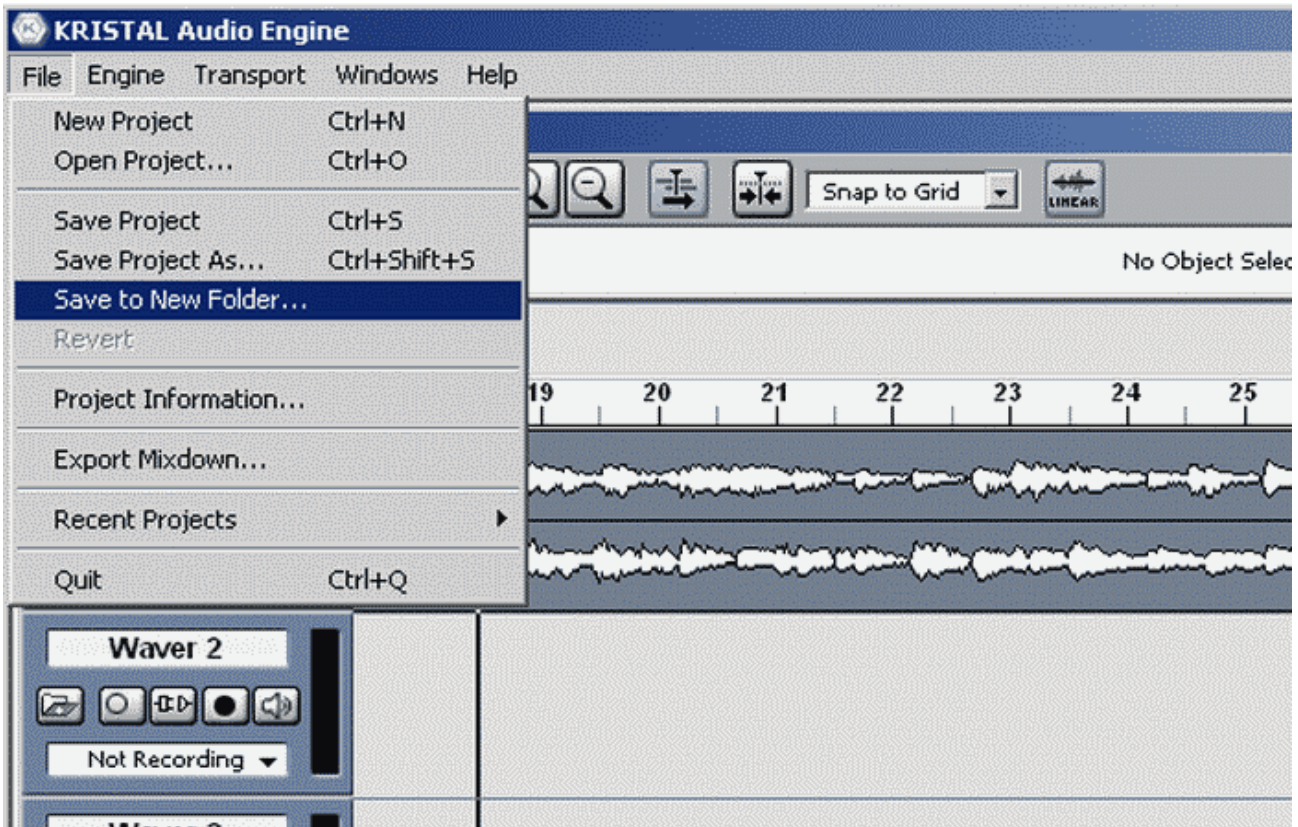 KRISTAL Audio Engine
File Engine Transport Windows Help
New Project Ctrl+N
Open Project... Ctrl+O
Save Project Ctrl+S
Save Project As... Ctrl+Shift+S
Save to New Folder...
Revert
Project Information...
Export Mixdown...
Recent Projects
Quit Ctrl+Q
Snap to Grid
LINEAR
No Object Selec
19 20 21 22 23 24 25
Waver 2
Not Recording